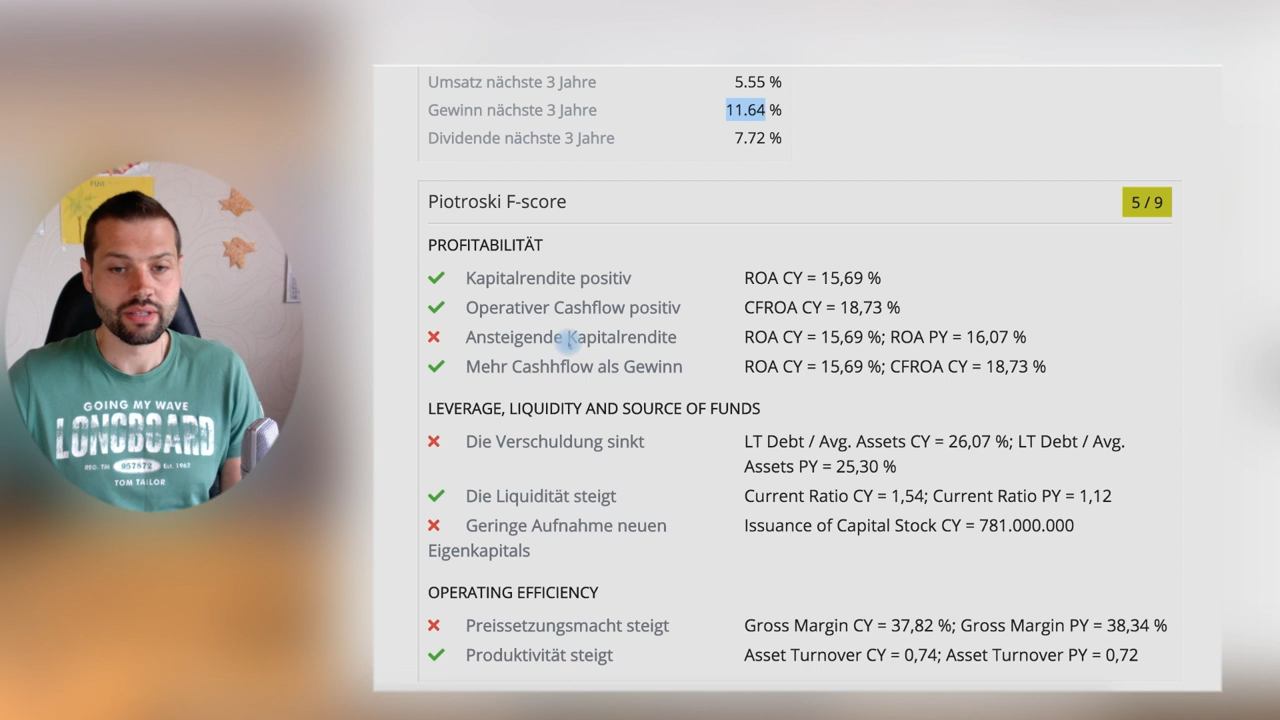 Umsatz nächste 3 Jahre 5.55 %
Gewinn nächste 3 Jahre 11.64 %
Dividende nächste 3 Jahre 7.72 %
Piotroski F-score 5 / 9
PROFITABILITÄT
Kapitalrendite positiv ROA CY = 15,69 %
Operativer Cashflow positiv CFROA CY = 18,73 %
Ansteigende Kapitalrendite ROA CY = 15,69 %; ROA PY = 16,07 %
Mehr Cashhflow als Gewinn ROA CY = 15,69 %; CFROA CY = 18,73 %
LEVERAGE, LIQUIDITY AND SOURCE OF FUNDS
Die Verschuldung sinkt LT Debt / Avg. Assets CY = 26,07 %; LT Debt / Avg.
Assets PY = 25,30 %
Die Liquidität steigt Current Ratio CY = 1,54; Current Ratio PY = 1,12
Geringe Aufnahme neuen Issuance of Capital Stock CY = 781.000.000
Eigenkapitals
OPERATING EFFICIENCY
Preissetzungsmacht steigt Gross Margin CY = 37,82 %; Gross Margin PY = 38,34 %
Produktivität steigt Asset Turnover CY = 0,74; Asset Turnover PY = 0,72
GOING MY WAVE
LONGBOARD
957872
TOM TAILOR